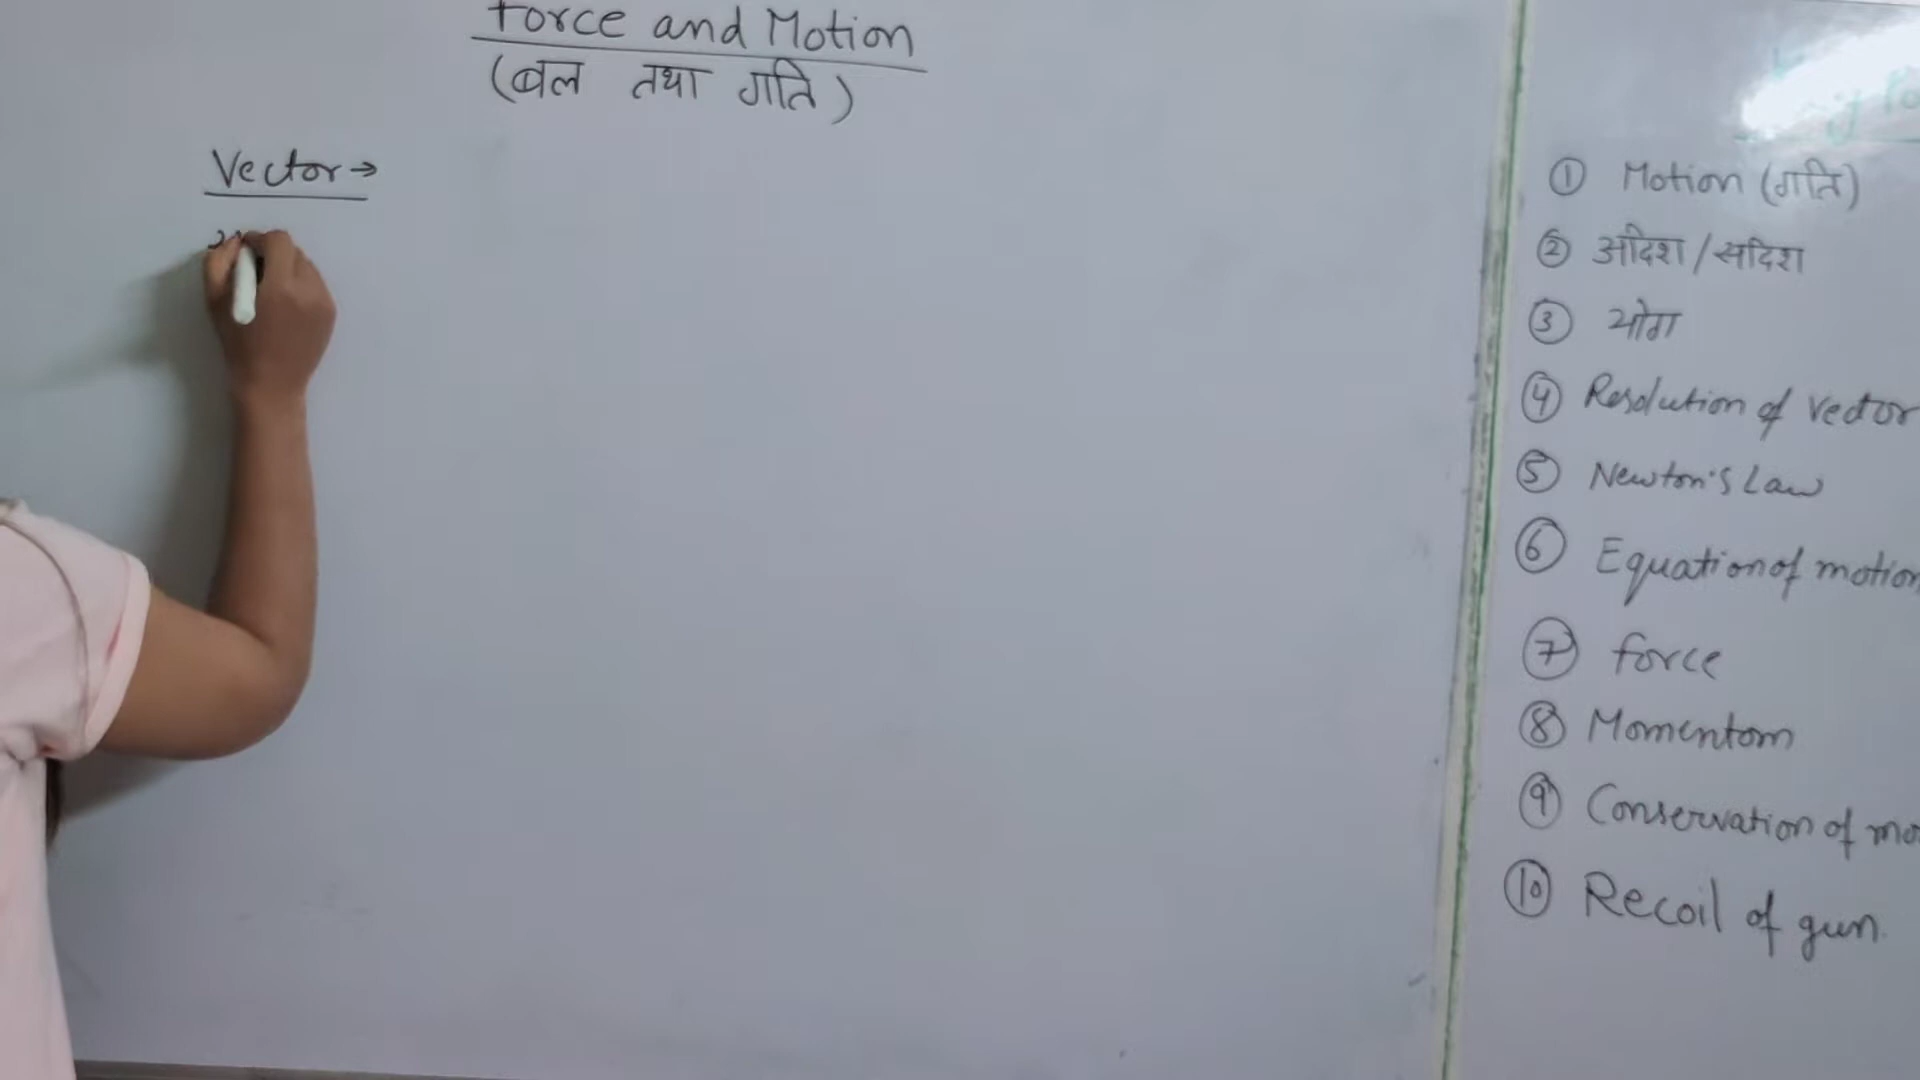 Force and Motion
(बल तथा गति)
Vector →
① Motion (गति)
② अदिश / सदिश
③ योग
④ Resolution of Vector
⑤ Newton's Law
⑥ Equation of motion
⑦ force
⑧ Momentom
⑨ Conservation of mo
⑩ Recoil of gun.